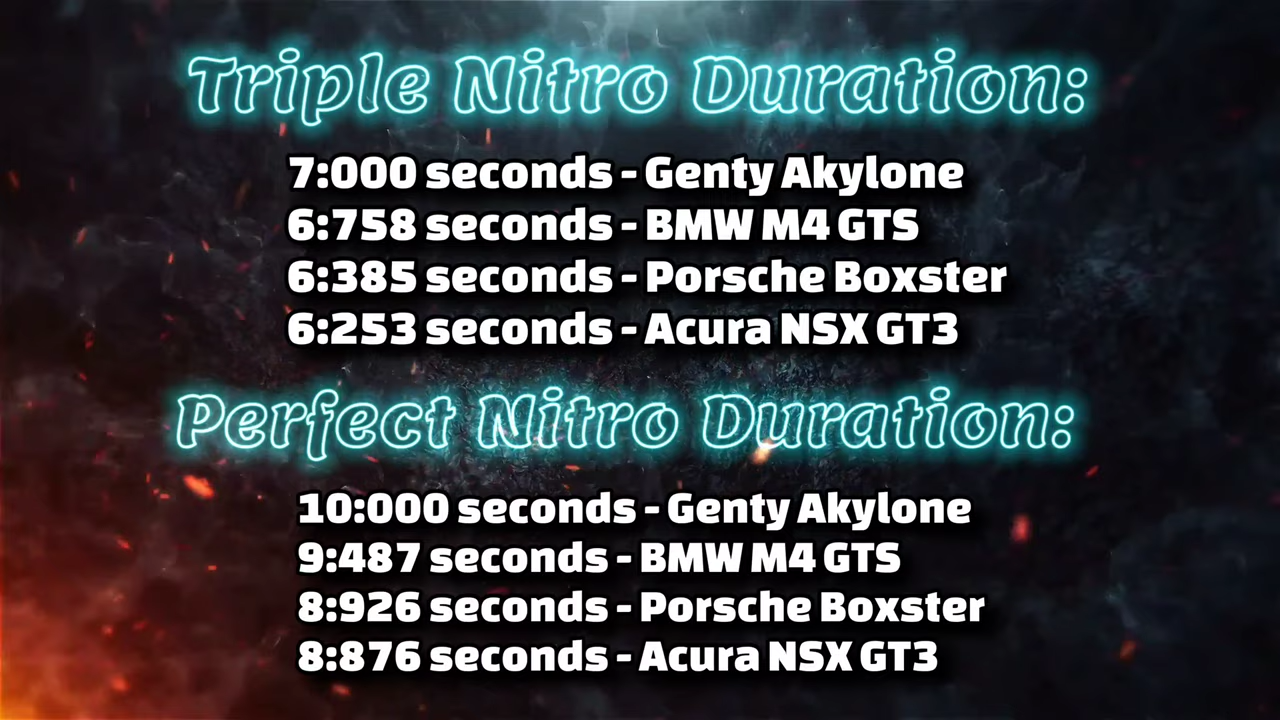 Triple Nitro Duration:
7:000 seconds - Genty Akylone
6:758 seconds - BMW M4 GTS
6:385 seconds - Porsche Boxster
6:253 seconds - Acura NSX GT3
Perfect Nitro Duration:
10:000 seconds - Genty Akylone
9:487 seconds - BMW M4 GTS
8:926 seconds - Porsche Boxster
8:876 seconds - Acura NSX GT3